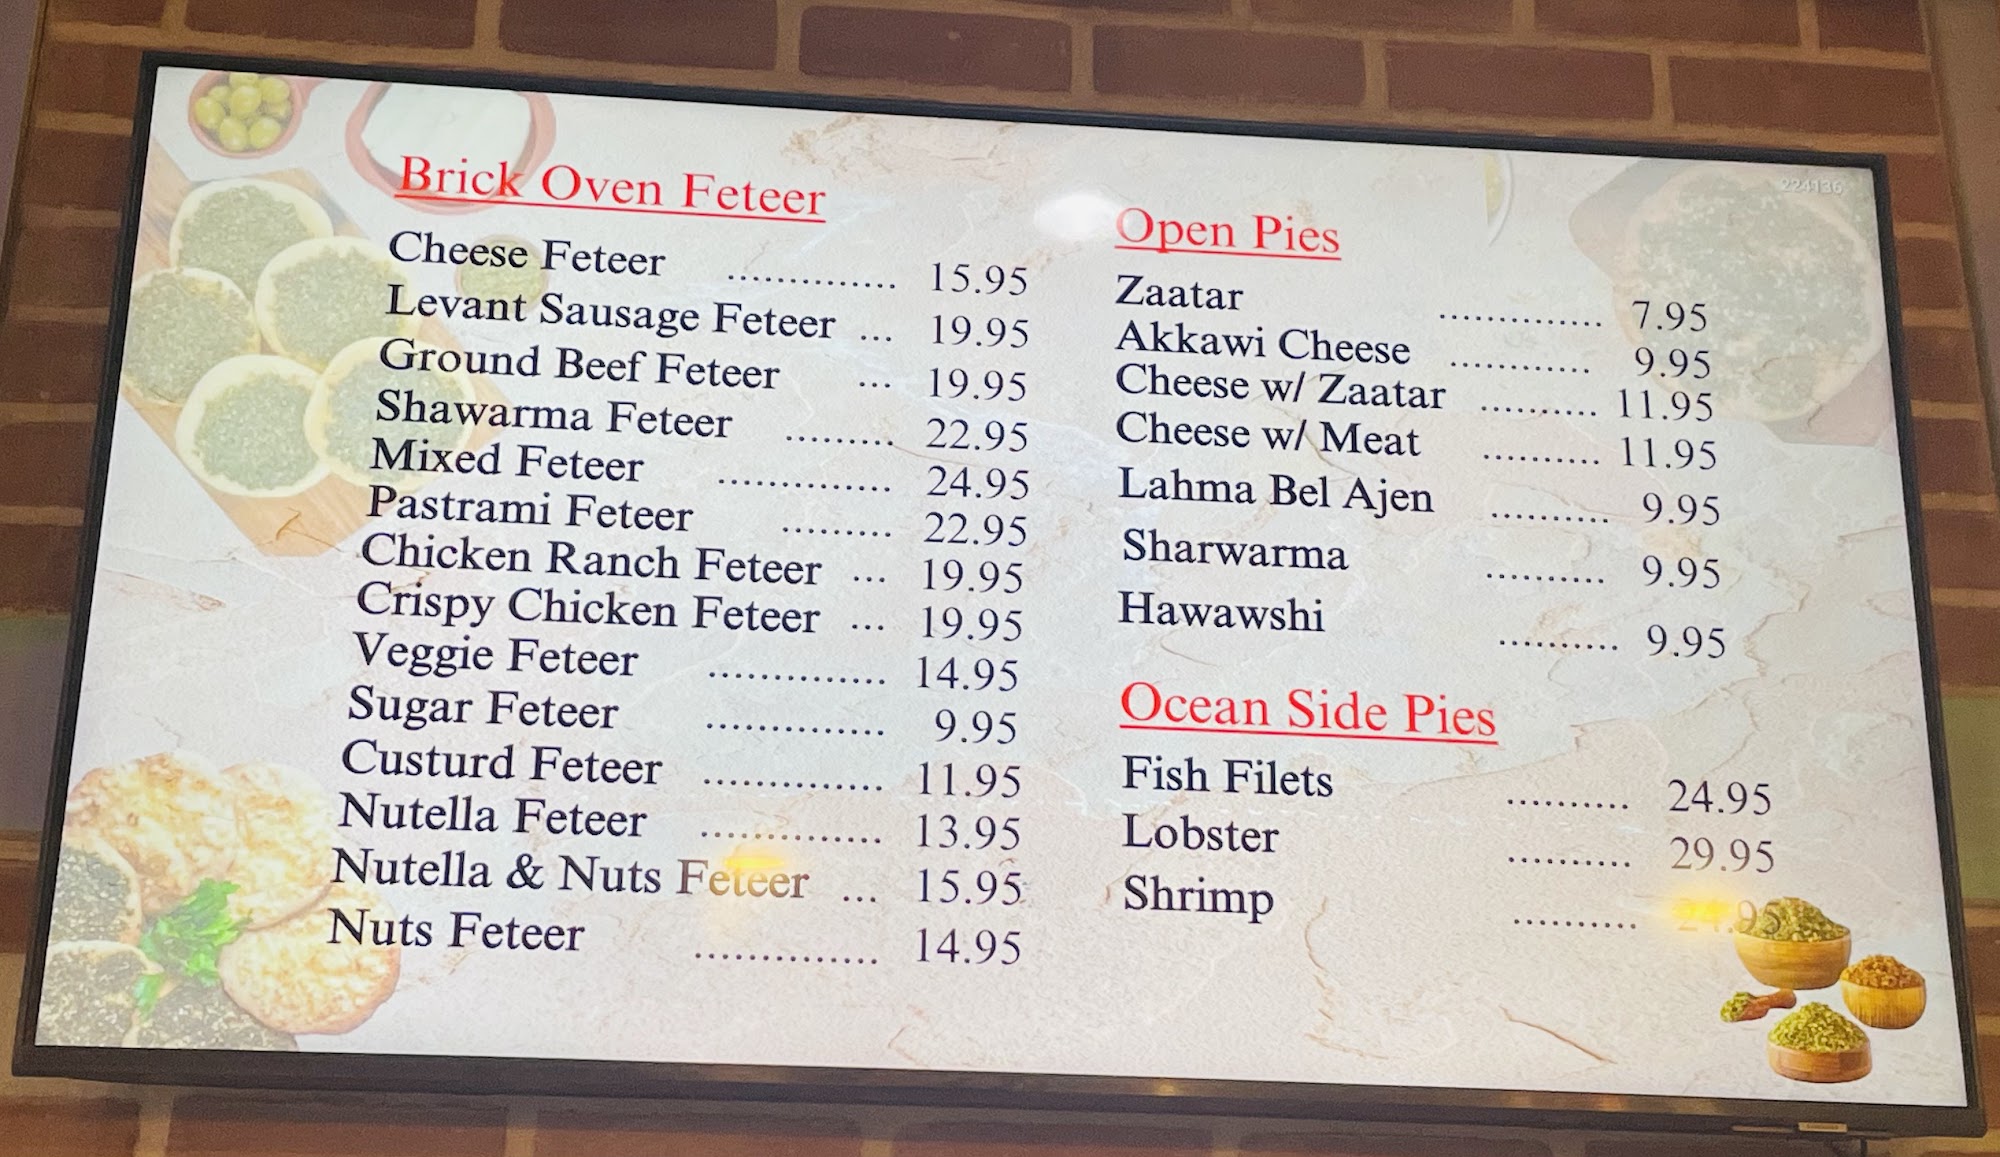 Brick Oven Feteer
Cheese Feteer .............. 15.95
Levant Sausage Feteer ... 19.95
Ground Beef Feteer ... 19.95
Shawarma Feteer ......... 22.95
Mixed Feteer .............. 24.95
Pastrami Feteer ......... 22.95
Chicken Ranch Feteer ... 19.95
Crispy Chicken Feteer ... 19.95
Veggie Feteer .............. 14.95
Sugar Feteer .............. 9.95
Custurd Feteer .............. 11.95
Nutella Feteer .............. 13.95
Nutella & Nuts Feteer ... 15.95
Nuts Feteer .............. 14.95
224136
Open Pies
Zaatar ............. 7.95
Akkawi Cheese ........... 9.95
Cheese w/ Zaatar .......... 11.95
Cheese w/ Meat .......... 11.95
Lahma Bel Ajen .......... 9.95
Sharwarma .......... 9.95
Hawawshi .......... 9.95
Ocean Side Pies
Fish Filets .......... 24.95
Lobster .......... 29.95
Shrimp .......... 24.95